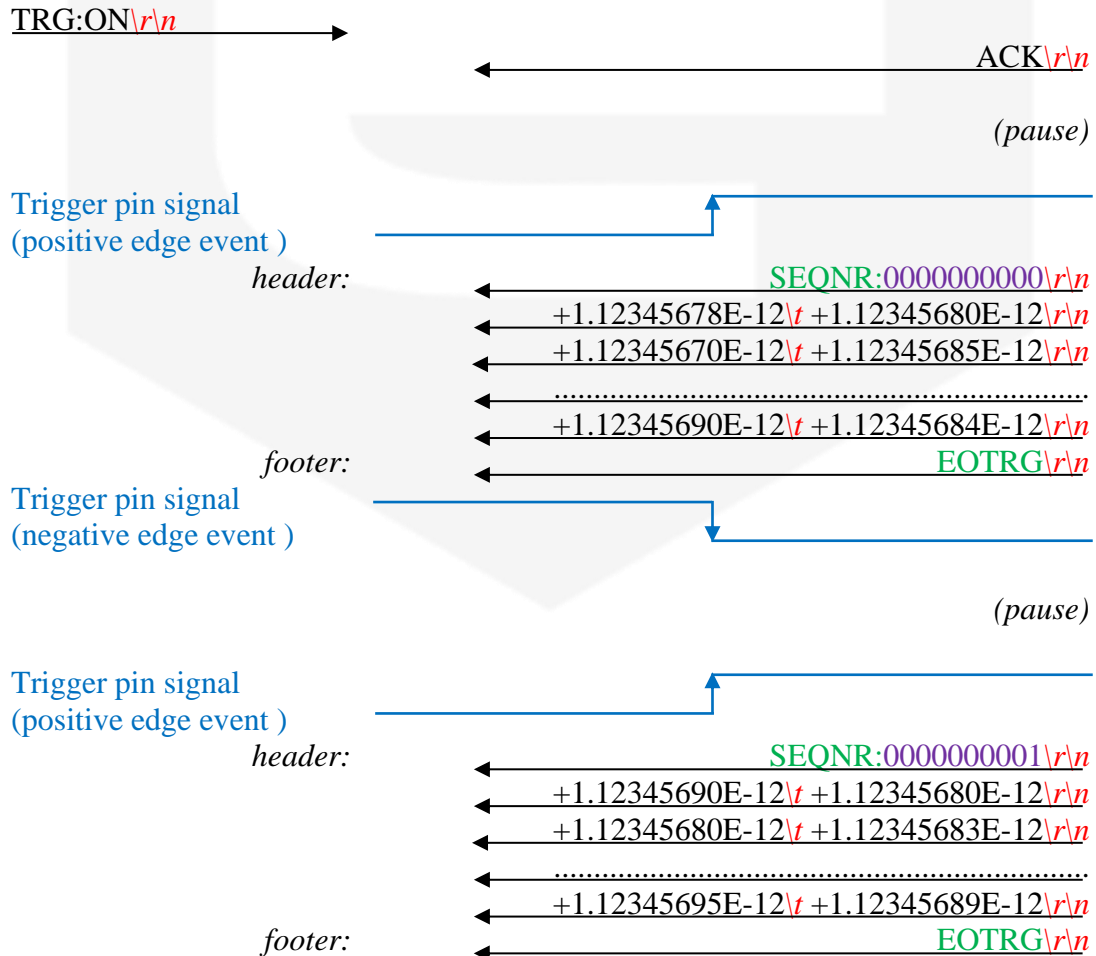 TRG:ON\r\n
ACK\r\n
(pause)
Trigger pin signal
(positive edge event )
header:
SEQNR:0000000000\r\n
+1.12345678E-12\t +1.12345680E-12\r\n
+1.12345670E-12\t +1.12345685E-12\r\n
...................................................................
+1.12345690E-12\t +1.12345684E-12\r\n
footer:
EOTRG\r\n
Trigger pin signal
(negative edge event )
(pause)
Trigger pin signal
(positive edge event )
header:
SEQNR:0000000001\r\n
+1.12345690E-12\t +1.12345680E-12\r\n
+1.12345680E-12\t +1.12345683E-12\r\n
...................................................................
+1.12345695E-12\t +1.12345689E-12\r\n
footer:
EOTRG\r\n